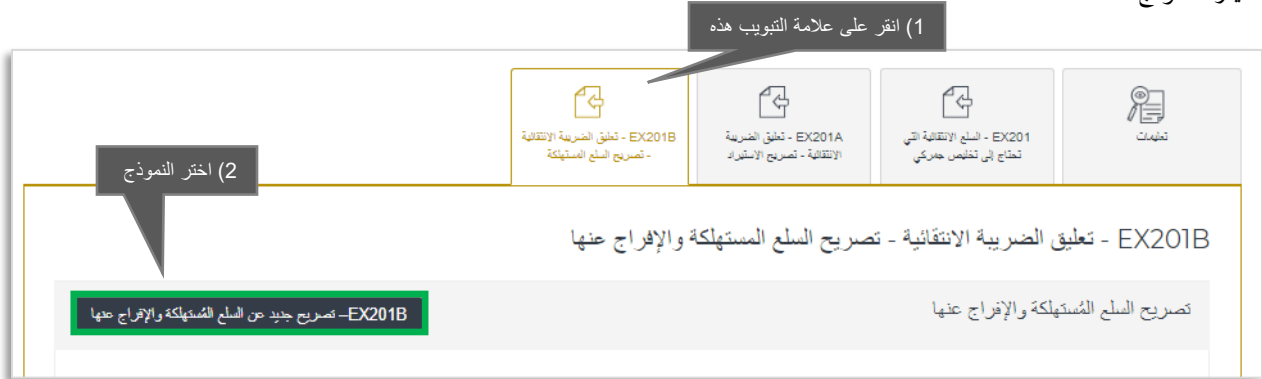 1) انقر على علامة التبويب هذه
تعليمات
EX201 - السلع الانتقائية التي
تحتاج إلى تخليص جمركي
EX201A - تعليق الضريبة
الانتقائية - تصريح الاستيراد
EX201B - تعليق الضريبة الانتقائية
- تصريح السلع المستهلكة
2) اختر النموذج
EX201B - تعليق الضريبة الانتقائية - تصريح السلع المستهلكة والإفراج عنها
تصريح السلع المُستهلكة والإفراج عنها
EX201B– تصريح جديد عن السلع المُستهلكة والإفراج عنها